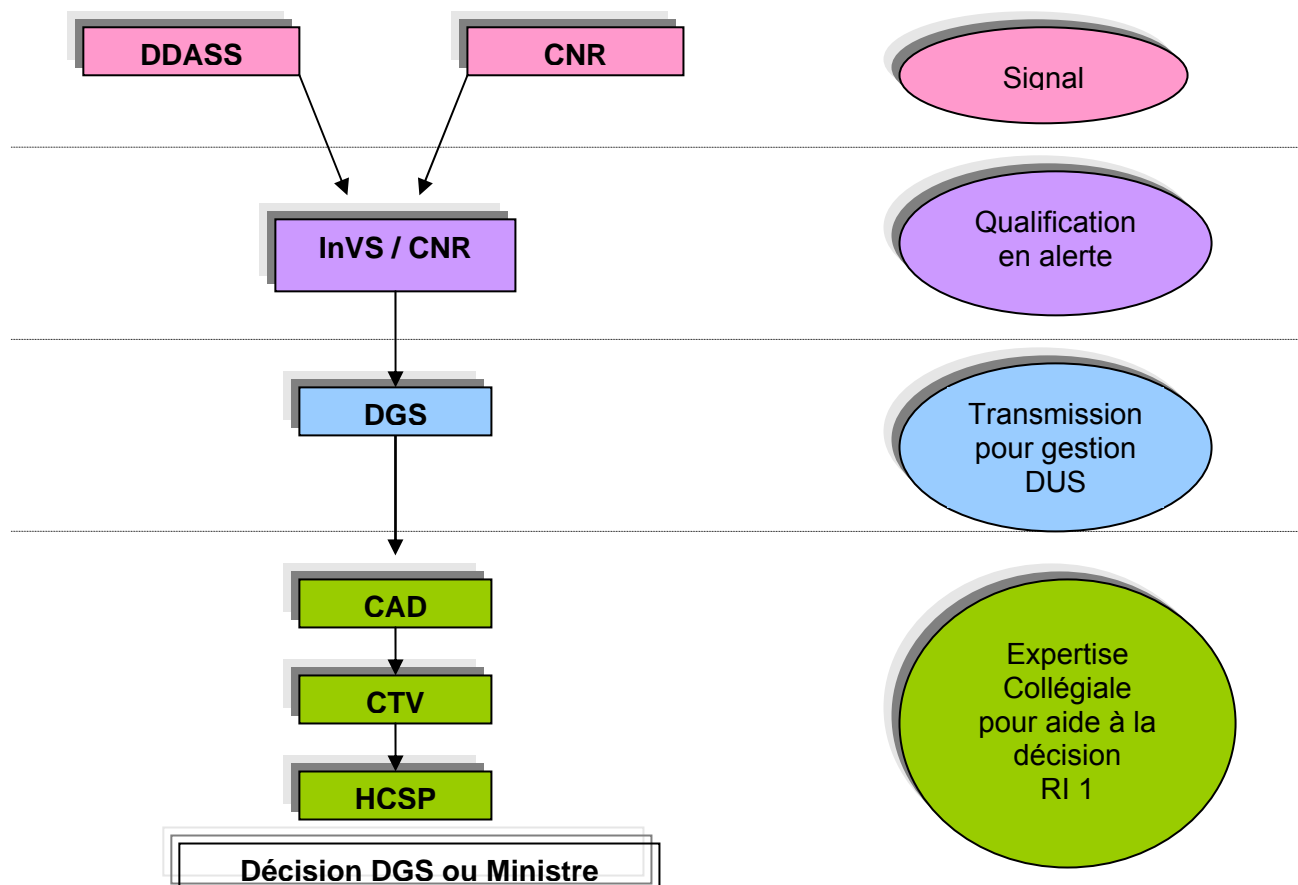 DDASS
CNR
Signal
InVS / CNR
Qualification
en alerte
DGS
Transmission
pour gestion
DUS
CAD
CTV
HCSP
Expertise
Collégiale
pour aide à la
décision
RI 1
Décision DGS ou Ministre